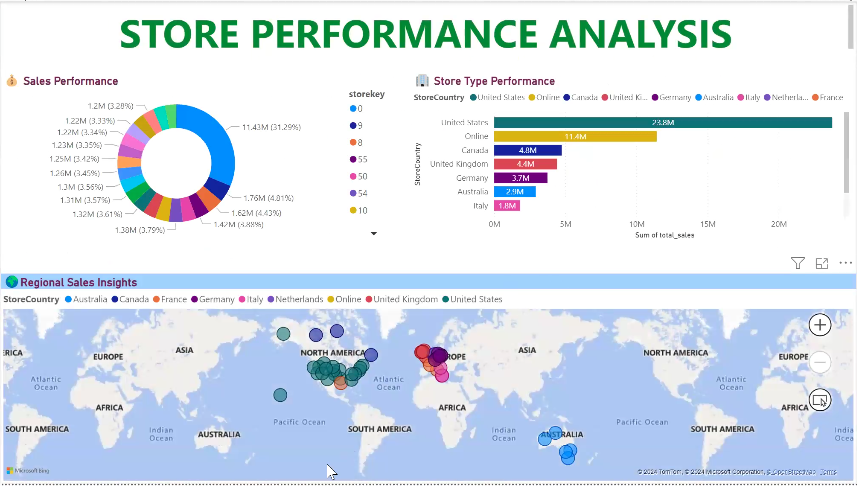 STORE PERFORMANCE ANALYSIS
Sales Performance
storekey
0
9
8
55
50
54
10
11.43M (31.29%)
1.76M (4.81%)
1.62M (4.43%)
1.42M (3.88%)
1.38M (3.79%)
1.32M (3.61%)
1.31M (3.57%)
1.3M (3.56%)
1.26M (3.45%)
1.25M (3.42%)
1.23M (3.35%)
1.22M (3.34%)
1.22M (3.33%)
1.2M (3.28%)
Store Type Performance
StoreCountry United States Online Canada United Ki... Germany Australia Italy Netherla... France
StoreCountry
United States 23.8M
Online 11.4M
Canada 4.8M
United Kingdom 4.4M
Germany 3.7M
Australia 2.9M
Italy 1.8M
0M 5M 10M 15M 20M
Sum of total_sales
Regional Sales Insights
StoreCountry Australia Canada France Germany Italy Netherlands Online United Kingdom United States
ERICA EUROPE ASIA NORTH AMERICA ROPE ASIA NORTH AMERICA EUROPE
Atlantic Ocean
Atlantic Ocean
Atlantic Ocean
AFRICA AFRICA AFRICA
Pacific Ocean Pacific Ocean
SOUTH AMERICA Indian Ocean AUSTRALIA SOUTH AMERICA Indian Ocean AUSTRALIA SOUTH AMERICA
Microsoft Bing
© 2024 TomTom, © 2024 Microsoft Corporation, © OpenStreetMap Terms